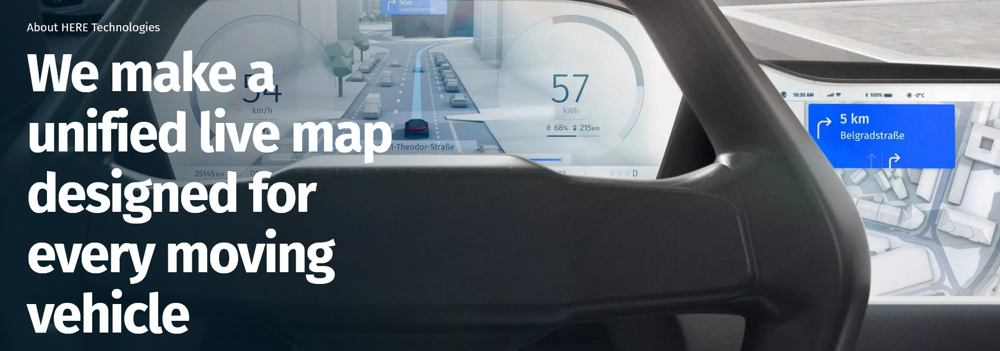 About HERE Technologies
We make a
unified live map
designed for
every moving
vehicle
50m
Invalidenstraße
54
km/h
57
kWh
68% 215km
-Theodor-Straße
25145 km
PRND
10:30 AM 100% -3°C
5 km
Belgradstraße